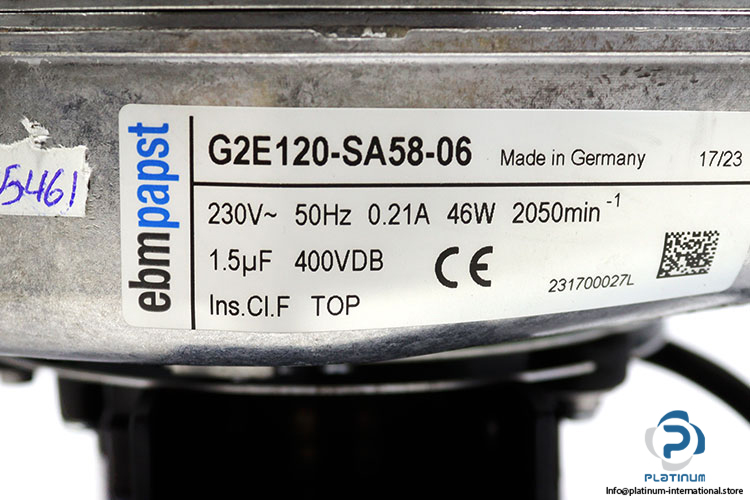 5461
ebmpapst
G2E120-SA58-06 Made in Germany 17/23
230V~ 50Hz 0.21A 46W 2050min⁻¹
1.5µF 400VDB CE
Ins.Cl.F TOP
231700027L
PLATINUM
Info@platinum-international.store